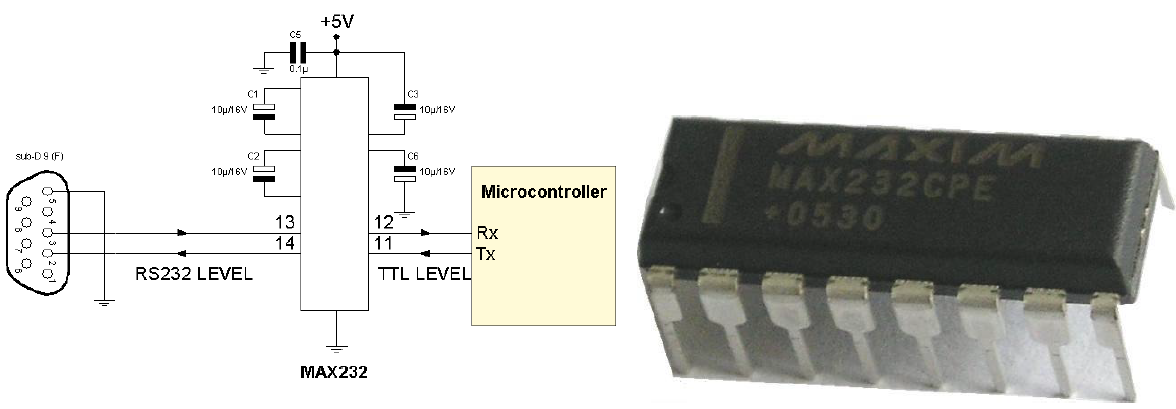 +5V
C5
0.1µ
C1
10µ/16V
C3
10µ/16V
C2
10µ/16V
C6
10µ/16V
sub-D 9 (F)
5
9
4
8
3
7
2
6
1
13
14
12
11
RS232 LEVEL
TTL LEVEL
Microcontroller
Rx
Tx
MAX232
MAXIM
MAX232CPE
+0530